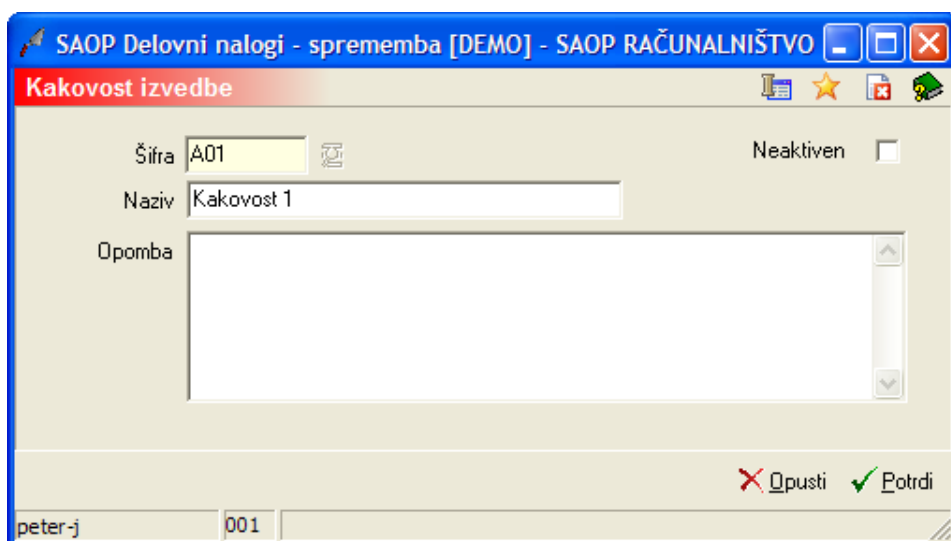 SAOP Delovni nalogi - sprememba [DEMO] - SAOP RAČUNALNIŠTVO
Kakovost izvedbe
Šifra A01 Neaktiven
Naziv Kakovost 1
Opomba
Opusti Potrdi
peter-j 001